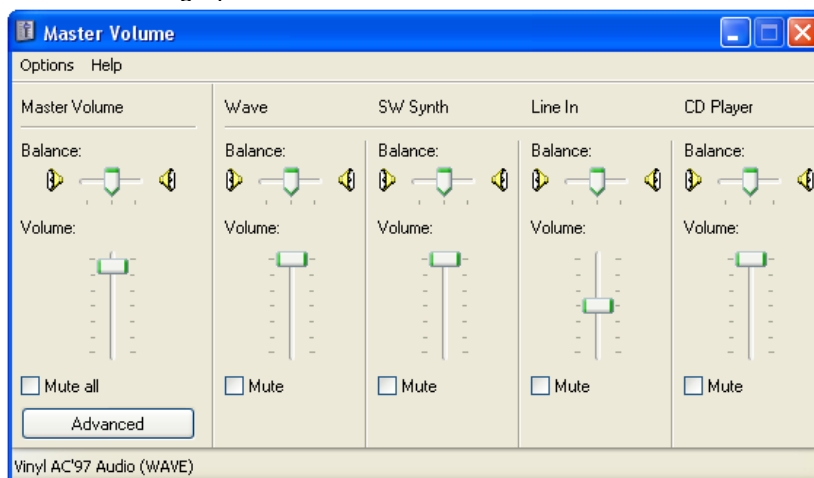 Master Volume
Options Help
Master Volume
Wave
SW Synth
Line In
CD Player
Balance:
Balance:
Balance:
Balance:
Balance:
Volume:
Volume:
Volume:
Volume:
Volume:
Mute all
Mute
Mute
Mute
Mute
Advanced
Vinyl AC'97 Audio (WAVE)